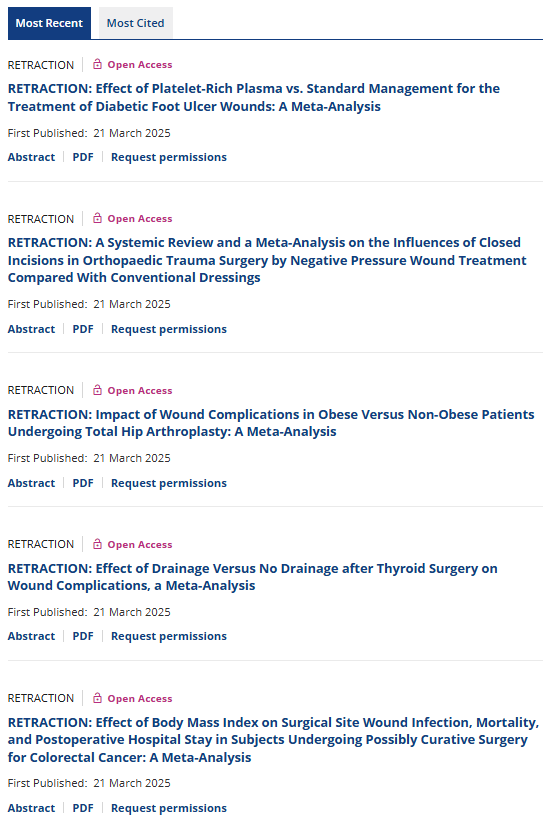 Most Recent Most Cited
RETRACTION Open Access
RETRACTION: Effect of Platelet-Rich Plasma vs. Standard Management for the
Treatment of Diabetic Foot Ulcer Wounds: A Meta-Analysis
First Published: 21 March 2025
Abstract PDF Request permissions
RETRACTION Open Access
RETRACTION: A Systemic Review and a Meta-Analysis on the Influences of Closed
Incisions in Orthopaedic Trauma Surgery by Negative Pressure Wound Treatment
Compared With Conventional Dressings
First Published: 21 March 2025
Abstract PDF Request permissions
RETRACTION Open Access
RETRACTION: Impact of Wound Complications in Obese Versus Non-Obese Patients
Undergoing Total Hip Arthroplasty: A Meta-Analysis
First Published: 21 March 2025
Abstract PDF Request permissions
RETRACTION Open Access
RETRACTION: Effect of Drainage Versus No Drainage after Thyroid Surgery on
Wound Complications, a Meta-Analysis
First Published: 21 March 2025
Abstract PDF Request permissions
RETRACTION Open Access
RETRACTION: Effect of Body Mass Index on Surgical Site Wound Infection, Mortality,
and Postoperative Hospital Stay in Subjects Undergoing Possibly Curative Surgery
for Colorectal Cancer: A Meta-Analysis
First Published: 21 March 2025
Abstract PDF Request permissions